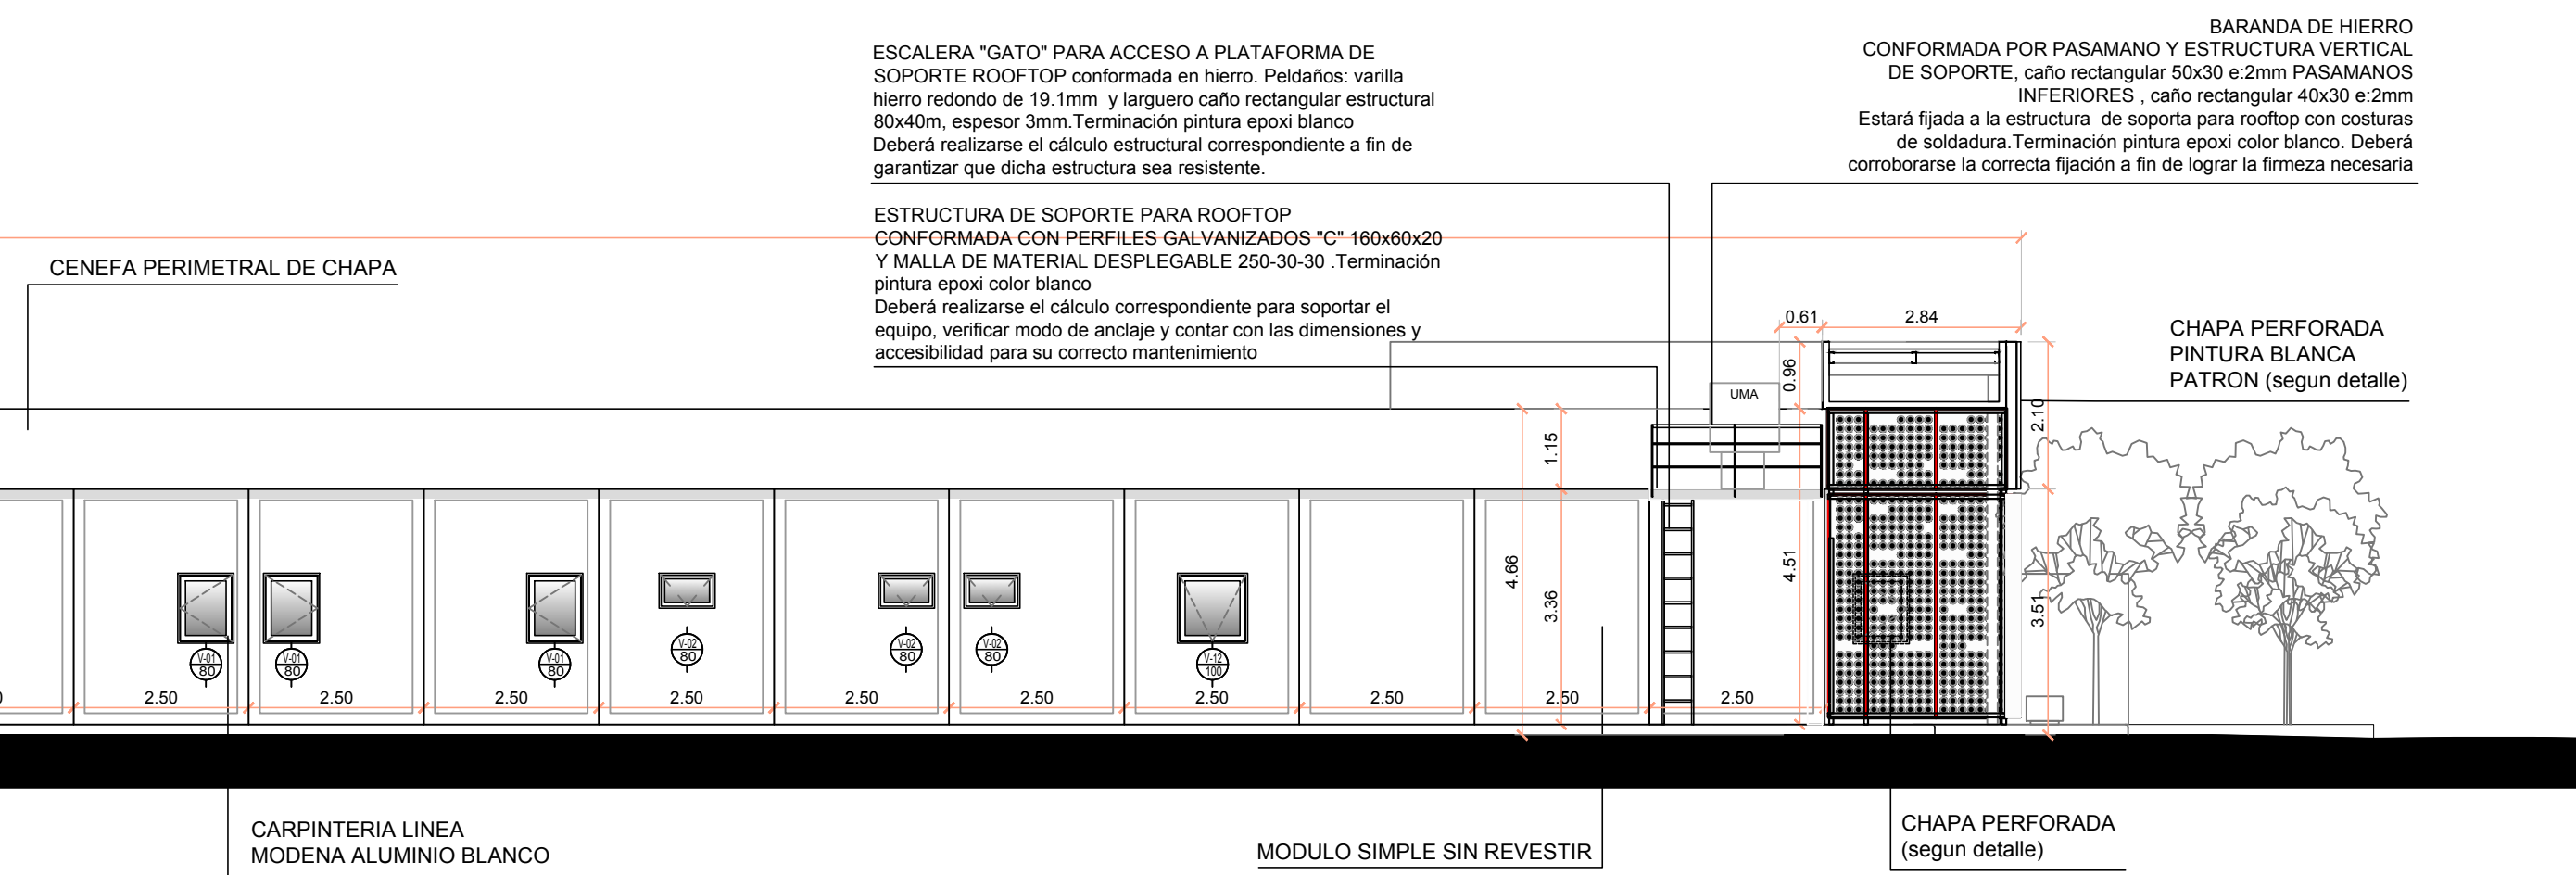 BARANDA DE HIERRO
CONFORMADA POR PASAMANO Y ESTRUCTURA VERTICAL
DE SOPORTE, caño rectangular 50x30 e:2mm PASAMANOS
INFERIORES , caño rectangular 40x30 e:2mm
Estará fijada a la estructura  de soporta para rooftop con costuras
de soldadura.Terminación pintura epoxi color blanco. Deberá
corroborarse la correcta fijación a fin de lograr la firmeza necesaria
ESCALERA "GATO" PARA ACCESO A PLATAFORMA DE
SOPORTE ROOFTOP conformada en hierro. Peldaños: varilla
hierro redondo de 19.1mm  y larguero caño rectangular estructural
80x40m, espesor 3mm.Terminación pintura epoxi blanco
Deberá realizarse el cálculo estructural correspondiente a fin de
garantizar que dicha estructura sea resistente.
ESTRUCTURA DE SOPORTE PARA ROOFTOP
CONFORMADA CON PERFILES GALVANIZADOS "C" 160x60x20
Y MALLA DE MATERIAL DESPLEGABLE 250-30-30 .Terminación
pintura epoxi color blanco
Deberá realizarse el cálculo correspondiente para soportar el
equipo, verificar modo de anclaje y contar con las dimensiones y
accesibilidad para su correcto mantenimiento
CENEFA PERIMETRAL DE CHAPA
0.61
2.84
CHAPA PERFORADA
PINTURA BLANCA
PATRON (segun detalle)
0.96
UMA
2.10
1.15
4.66
3.36
4.51
3.51
V-01
80
V-01
80
V-01
80
V-02
80
V-02
80
V-02
80
V-12
100
0
2.50
2.50
2.50
2.50
2.50
2.50
2.50
2.50
2.50
2.50
CARPINTERIA LINEA
MODENA ALUMINIO BLANCO
MODULO SIMPLE SIN REVESTIR
CHAPA PERFORADA
(segun detalle)